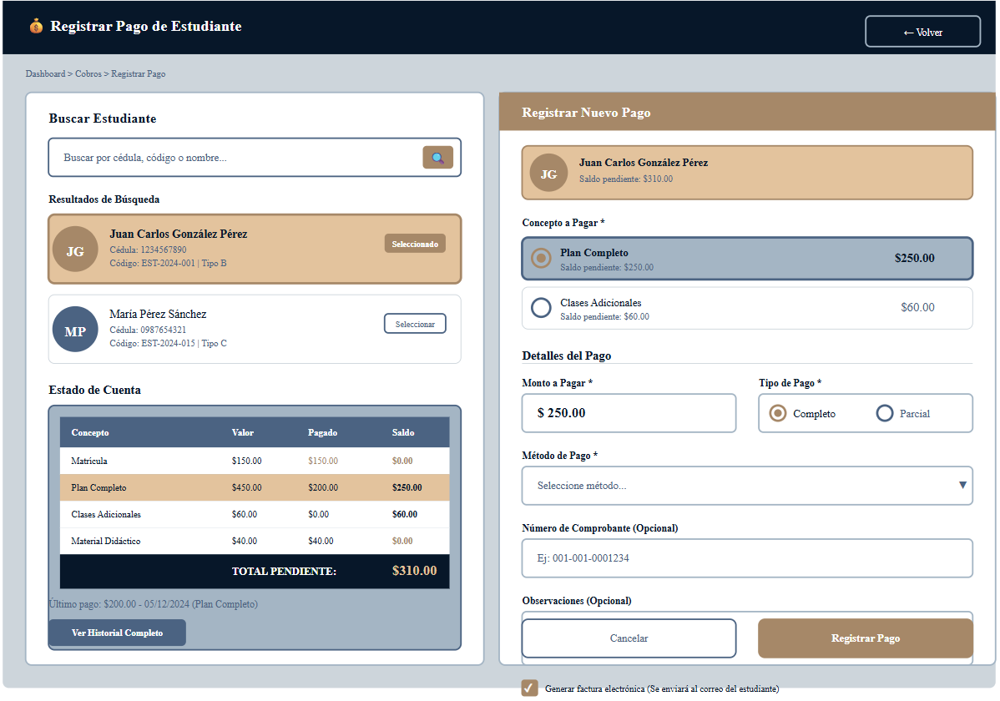 Registrar Pago de Estudiante
← Volver
Dashboard > Cobros > Registrar Pago
Buscar Estudiante
Buscar por cédula, código o nombre...
Resultados de Búsqueda
JG
Juan Carlos González Pérez
Cédula: 1234567890
Código: EST-2024-001 | Tipo B
Seleccionado
MP
María Pérez Sánchez
Cédula: 0987654321
Código: EST-2024-015 | Tipo C
Seleccionar
Estado de Cuenta
Concepto Valor Pagado Saldo
Matrícula $150.00 $150.00 $0.00
Plan Completo $450.00 $200.00 $250.00
Clases Adicionales $60.00 $0.00 $60.00
Material Didáctico $40.00 $40.00 $0.00
TOTAL PENDIENTE: $310.00
Último pago: $200.00 - 05/12/2024 (Plan Completo)
Ver Historial Completo
Registrar Nuevo Pago
JG
Juan Carlos González Pérez
Saldo pendiente: $310.00
Concepto a Pagar *
Plan Completo
Saldo pendiente: $250.00
$250.00
Clases Adicionales
Saldo pendiente: $60.00
$60.00
Detalles del Pago
Monto a Pagar *
$ 250.00
Tipo de Pago *
Completo Parcial
Método de Pago *
Seleccione método...
Número de Comprobante (Opcional)
Ej: 001-001-0001234
Observaciones (Opcional)
Cancelar
Registrar Pago
Generar factura electrónica (Se enviará al correo del estudiante)